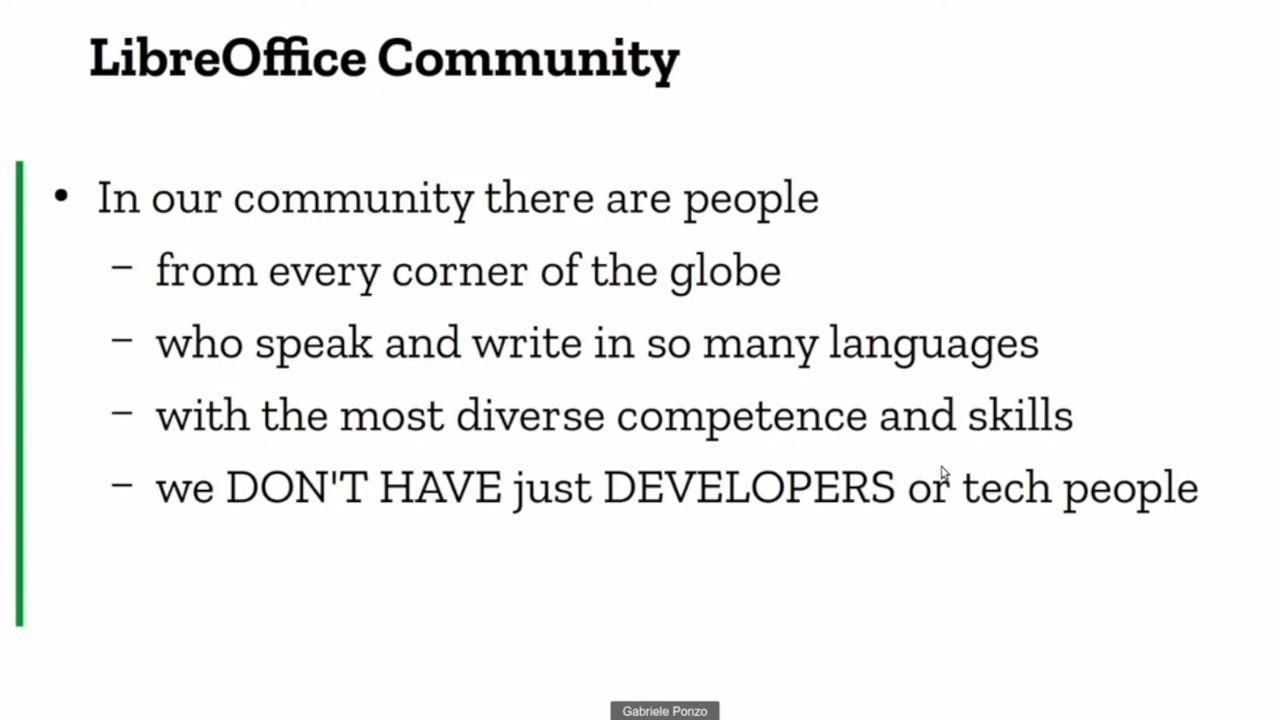 LibreOffice Community
• In our community there are people
– from every corner of the globe
– who speak and write in so many languages
– with the most diverse competence and skills
– we DON'T HAVE just DEVELOPERS or tech people
Gabriele Ponzo